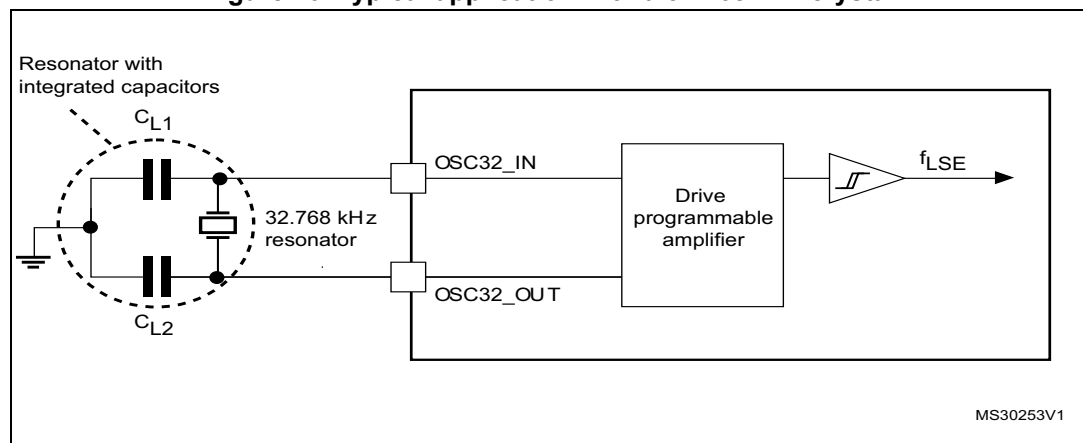 Resonator with
integrated capacitors
CL1
OSC32_IN
fLSE
Drive
programmable
amplifier
32.768 kHz
resonator
OSC32_OUT
CL2
MS30253V1